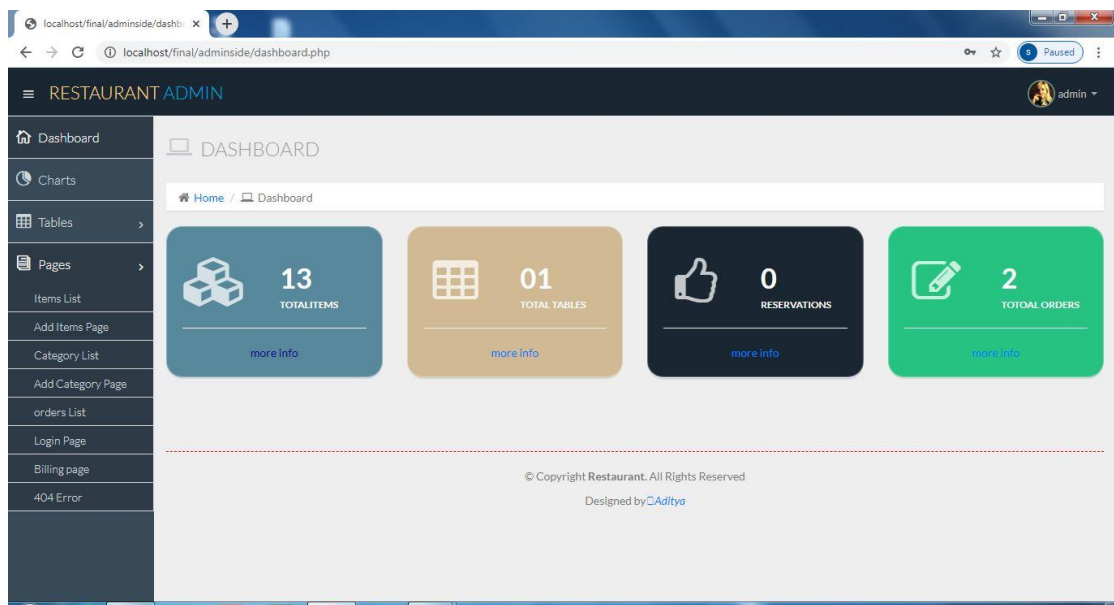 localhost/final/adminside/dashb
localhost/final/adminside/dashboard.php
s Paused
RESTAURANT ADMIN
admin
Dashboard
Charts
Tables
Pages
Items List
Add Items Page
Category List
Add Category Page
orders List
Login Page
Billing page
404 Error
DASHBOARD
Home / Dashboard
13
TOTALITEMS
more info
01
TOTAL TABLES
more info
0
RESERVATIONS
more info
2
TOTOAL ORDERS
more info
© Copyright Restaurant. All Rights Reserved
Designed by Aditya